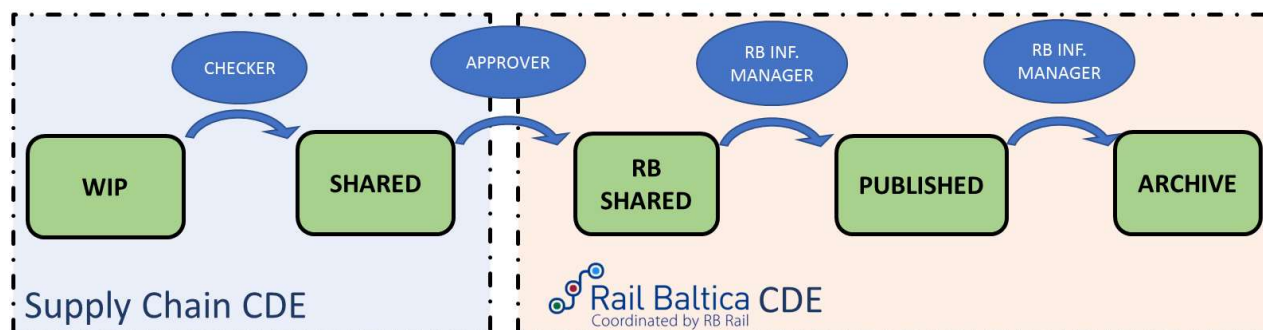 CHECKER
APPROVER
RB INF.
MANAGER
RB INF.
MANAGER
WIP
SHARED
RB
SHARED
PUBLISHED
ARCHIVE
Supply Chain CDE
Rail Baltica CDE
Coordinated by RB Rail